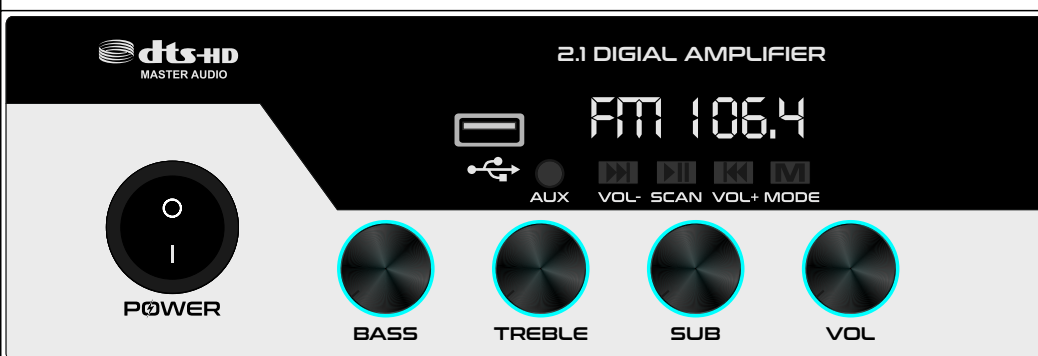 dts-HD
MASTER AUDIO
2.1 DIGIAL AMPLIFIER
FM 106.4
M
AUX VOL- SCAN VOL+ MODE
POWER
BASS TREBLE SUB VOL